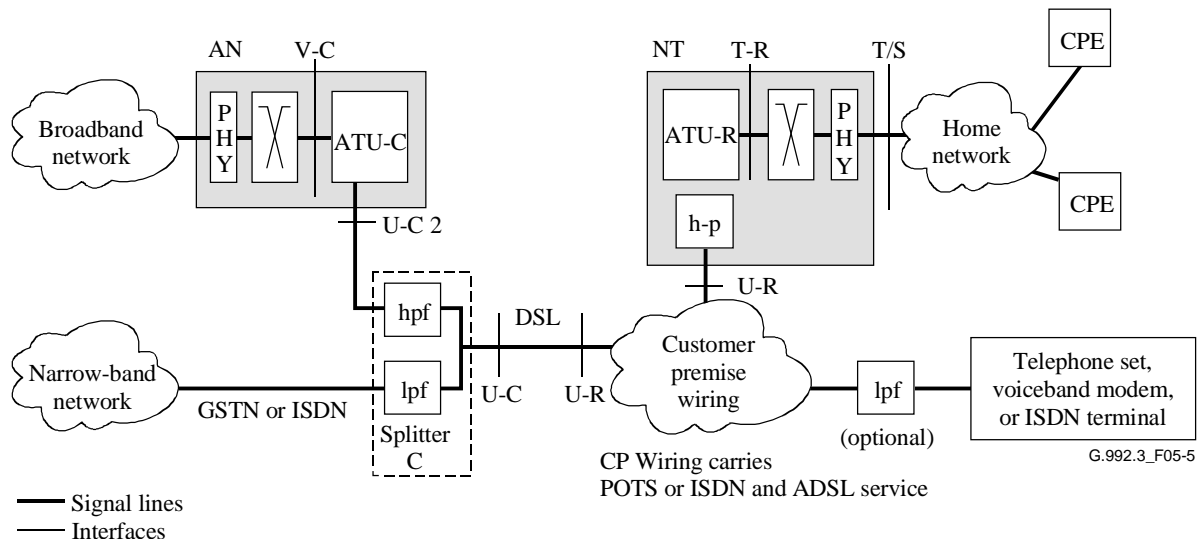 AN
V-C
NT
T-R
T/S
CPE
Broadband
network
P
H
Y
ATU-C
ATU-R
P
H
Y
Home
network
CPE
U-C 2
h-p
U-R
hpf
DSL
Narrow-band
network
GSTN or ISDN
lpf
Splitter
C
U-C
U-R
Customer
premise
wiring
lpf
(optional)
Telephone set,
voiceband modem,
or ISDN terminal
G.992.3_F05-5
CP Wiring carries
POTS or ISDN and ADSL service
Signal lines
Interfaces